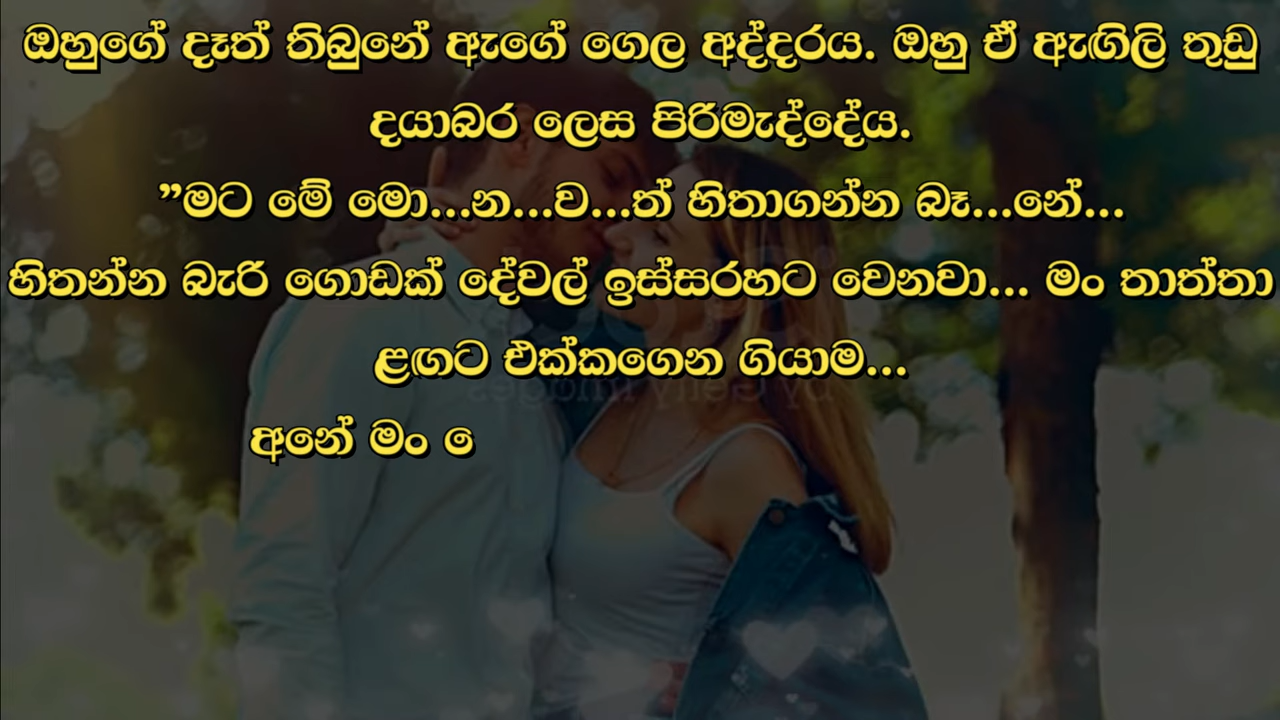 ඔහුගේ දෑත් තිබුනේ ඇගේ ගෙල අද්දරය. ඔහු ඒ ඇඟිලි තුඩු
දයාබර ලෙස පිරිමැද්දේය.
”මට මේ මො...න...ව...ත් හිතාගන්න බෑ...නේ...
හිතන්න බැරි ගොඩක් දේවල් ඉස්සරහට වෙනවා... මං තාත්තා
ළඟට එක්කගෙන ගියාම...
අනේ මං ෙ